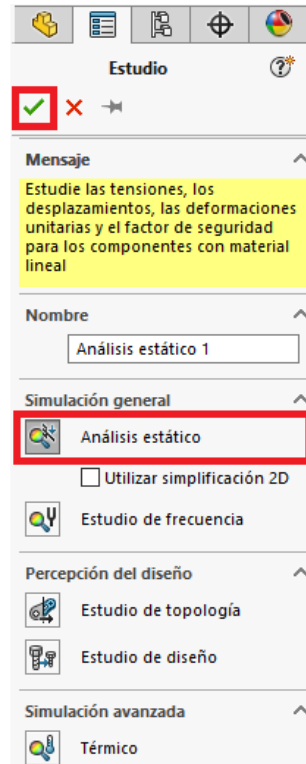 Estudio
Mensaje
Estudie las tensiones, los
desplazamientos, las deformaciones
unitarias y el factor de seguridad
para los componentes con material
lineal
Nombre
Análisis estático 1
Simulación general
Análisis estático
Utilizar simplificación 2D
Estudio de frecuencia
Percepción del diseño
Estudio de topología
Estudio de diseño
Simulación avanzada
Térmico